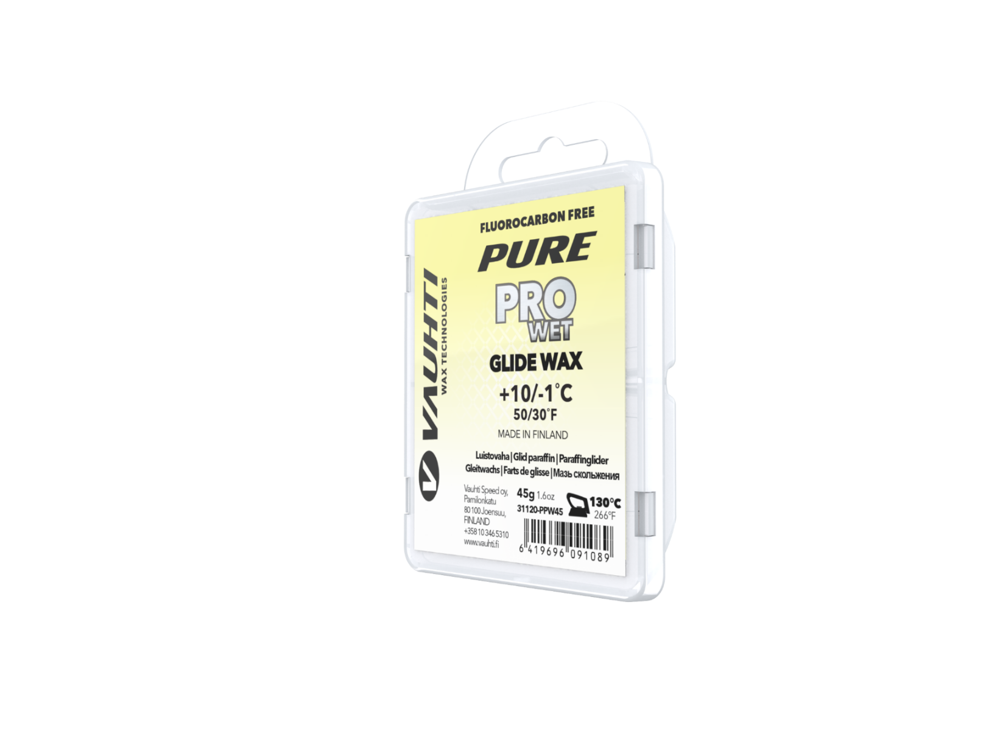 FLUOROCARBON FREE
PURE
PRO
WET
GLIDE WAX
+10/-1°C
50/30°F
MADE IN FINLAND
Luistovaha | Glid paraffin | Paraffinglider
Gleitwachs | Farts de glisse | Мазь скольжения
Vauhti Speed oy,
Pamilonkatu
80 100 Joensuu,
FINLAND
+358 10 346 5310
www.vauhti.fi
45g 1.6oz
31120-PPW45
130°C
266°F
6 419696 091089
VAUHTI
WAX TECHNOLOGIES
V